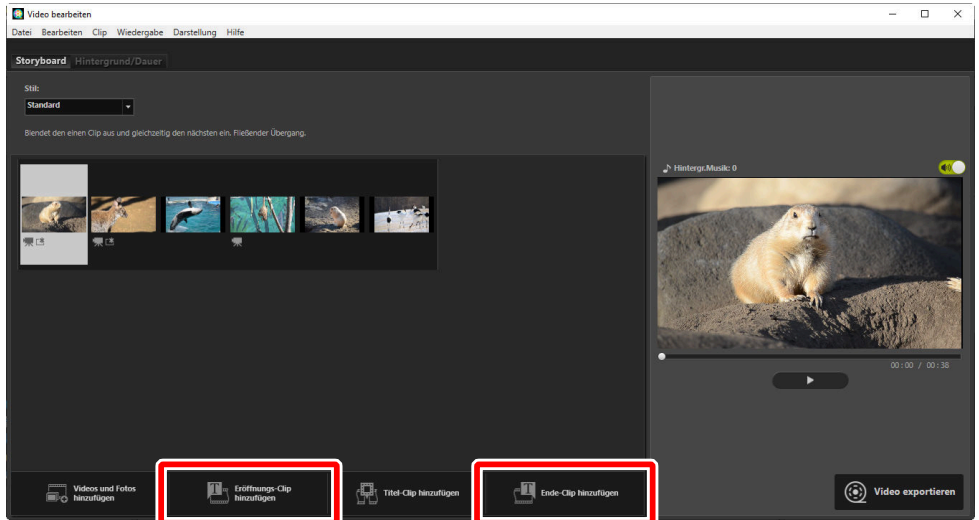 Video bearbeiten
Datei Bearbeiten Clip Wiedergabe Darstellung Hilfe
Storyboard Hintergrund/Dauer
Stil:
Standard
Blendet den einen Clip aus und gleichzeitig den nächsten ein. Fließender Übergang.
Hintergr.Musik: 0
00:00 / 00:38
Videos und Fotos
hinzufügen
Eröffnungs-Clip
hinzufügen
Titel-Clip hinzufügen
Ende-Clip hinzufügen
Video exportieren